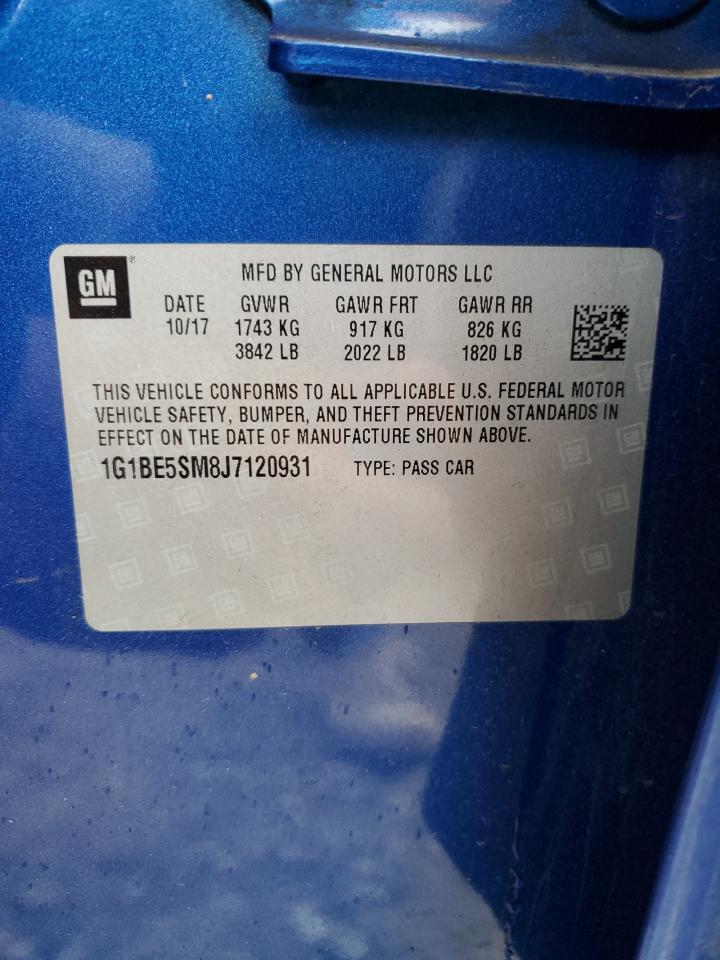 GM®
MFD BY GENERAL MOTORS LLC
DATE GVWR GAWR FRT GAWR RR
10/17 1743 KG 917 KG 826 KG
3842 LB 2022 LB 1820 LB
THIS VEHICLE CONFORMS TO ALL APPLICABLE U.S. FEDERAL MOTOR
VEHICLE SAFETY, BUMPER, AND THEFT PREVENTION STANDARDS IN
EFFECT ON THE DATE OF MANUFACTURE SHOWN ABOVE.
1G1BE5SM8J7120931 TYPE: PASS CAR